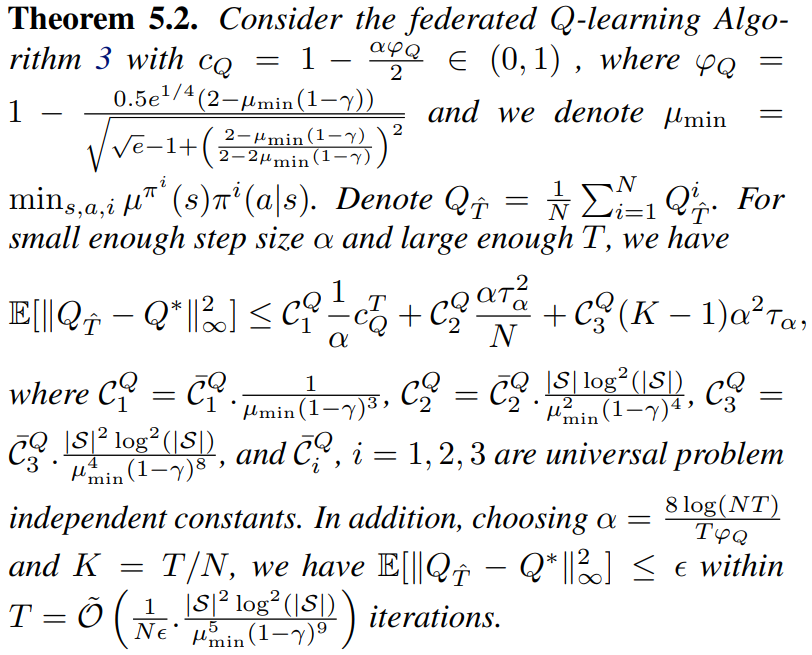 Theorem 5.2. Consider the federated Q-learning Algo-
rithm 3 with $c_Q = 1 - \frac{\alpha\varphi_Q}{2} \in (0,1)$ , where $\varphi_Q =$
$1 - \frac{0.5e^{1/4}(2-\mu_{\min}(1-\gamma))}{\sqrt{\sqrt{e}-1+\left(\frac{2-\mu_{\min}(1-\gamma)}{2-2\mu_{\min}(1-\gamma)}\right)^2}}$ and we denote $\mu_{\min} =$
$\min_{s,a,i} \mu^{\pi^i}(s)\pi^i(a|s)$. Denote $Q_{\hat{T}} = \frac{1}{N}\sum_{i=1}^N Q^i_{\hat{T}}$. For
small enough step size $\alpha$ and large enough $T$, we have
$\mathbb{E}[\|Q_{\hat{T}} - Q^*\|^2_\infty] \leq \mathcal{C}_1^Q \frac{1}{\alpha} c_Q^T + \mathcal{C}_2^Q \frac{\alpha\tau_\alpha^2}{N} + \mathcal{C}_3^Q (K-1)\alpha^2\tau_\alpha,$
where $\mathcal{C}_1^Q = \bar{\mathcal{C}}_1^Q . \frac{1}{\mu_{\min}(1-\gamma)^3}$, $\mathcal{C}_2^Q = \bar{\mathcal{C}}_2^Q . \frac{|\mathcal{S}|\log^2(|\mathcal{S}|)}{\mu_{\min}^2(1-\gamma)^4}$, $\mathcal{C}_3^Q =$
$\bar{\mathcal{C}}_3^Q . \frac{|\mathcal{S}|^2\log^2(|\mathcal{S}|)}{\mu_{\min}^4(1-\gamma)^8}$, and $\bar{\mathcal{C}}_i^Q$, $i = 1, 2, 3$ are universal problem
independent constants. In addition, choosing $\alpha = \frac{8\log(NT)}{T\varphi_Q}$
and $K = T/N$, we have $\mathbb{E}[\|Q_{\hat{T}} - Q^*\|^2_\infty] \leq \epsilon$ within
$T = \tilde{\mathcal{O}}\left(\frac{1}{N\epsilon} . \frac{|\mathcal{S}|^2\log^2(|\mathcal{S}|)}{\mu_{\min}^5(1-\gamma)^9}\right)$ iterations.